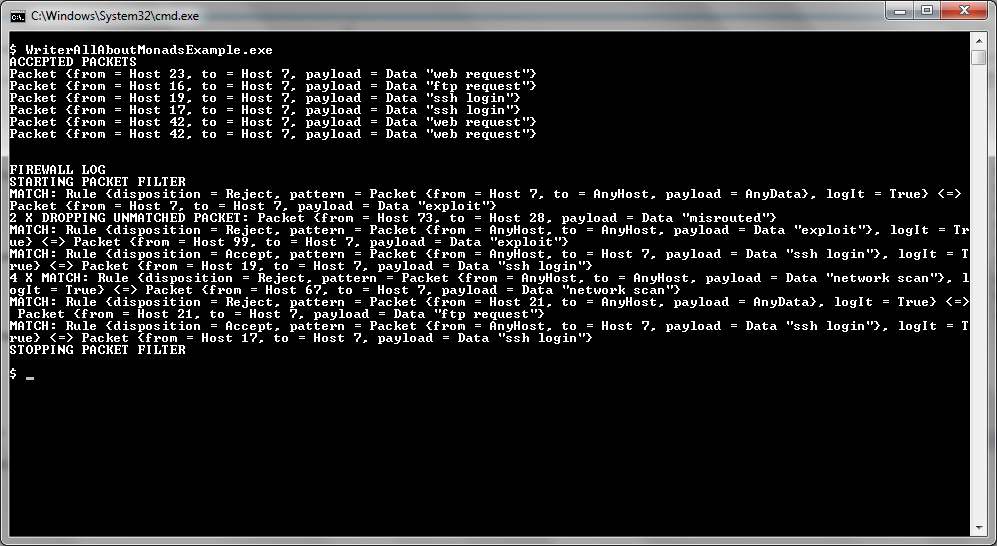 C:\Windows\System32\cmd.exe
$ WriterAllAboutMonadsExample.exe
ACCEPTED PACKETS
Packet {from = Host 23, to = Host 7, payload = Data "web request"}
Packet {from = Host 16, to = Host 7, payload = Data "ftp request"}
Packet {from = Host 19, to = Host 7, payload = Data "ssh login"}
Packet {from = Host 17, to = Host 7, payload = Data "ssh login"}
Packet {from = Host 42, to = Host 7, payload = Data "web request"}
Packet {from = Host 42, to = Host 7, payload = Data "web request"}
FIREWALL LOG
STARTING PACKET FILTER
MATCH: Rule {disposition = Reject, pattern = Packet {from = Host 7, to = AnyHost, payload = AnyData}, logIt = True} <=>
Packet {from = Host 7, to = Host 7, payload = Data "exploit"}
2 X DROPPING UNMATCHED PACKET: Packet {from = Host 73, to = Host 28, payload = Data "misrouted"}
MATCH: Rule {disposition = Reject, pattern = Packet {from = AnyHost, to = AnyHost, payload = Data "exploit"}, logIt = Tr
ue} <=> Packet {from = Host 99, to = Host 7, payload = Data "exploit"}
MATCH: Rule {disposition = Accept, pattern = Packet {from = AnyHost, to = Host 7, payload = Data "ssh login"}, logIt = T
rue} <=> Packet {from = Host 19, to = Host 7, payload = Data "ssh login"}
4 X MATCH: Rule {disposition = Reject, pattern = Packet {from = AnyHost, to = AnyHost, payload = Data "network scan"}, l
ogIt = True} <=> Packet {from = Host 67, to = Host 7, payload = Data "network scan"}
MATCH: Rule {disposition = Reject, pattern = Packet {from = Host 21, to = AnyHost, payload = AnyData}, logIt = True} <=>
 Packet {from = Host 21, to = Host 7, payload = Data "ftp request"}
MATCH: Rule {disposition = Accept, pattern = Packet {from = AnyHost, to = Host 7, payload = Data "ssh login"}, logIt = T
rue} <=> Packet {from = Host 17, to = Host 7, payload = Data "ssh login"}
STOPPING PACKET FILTER
$ _